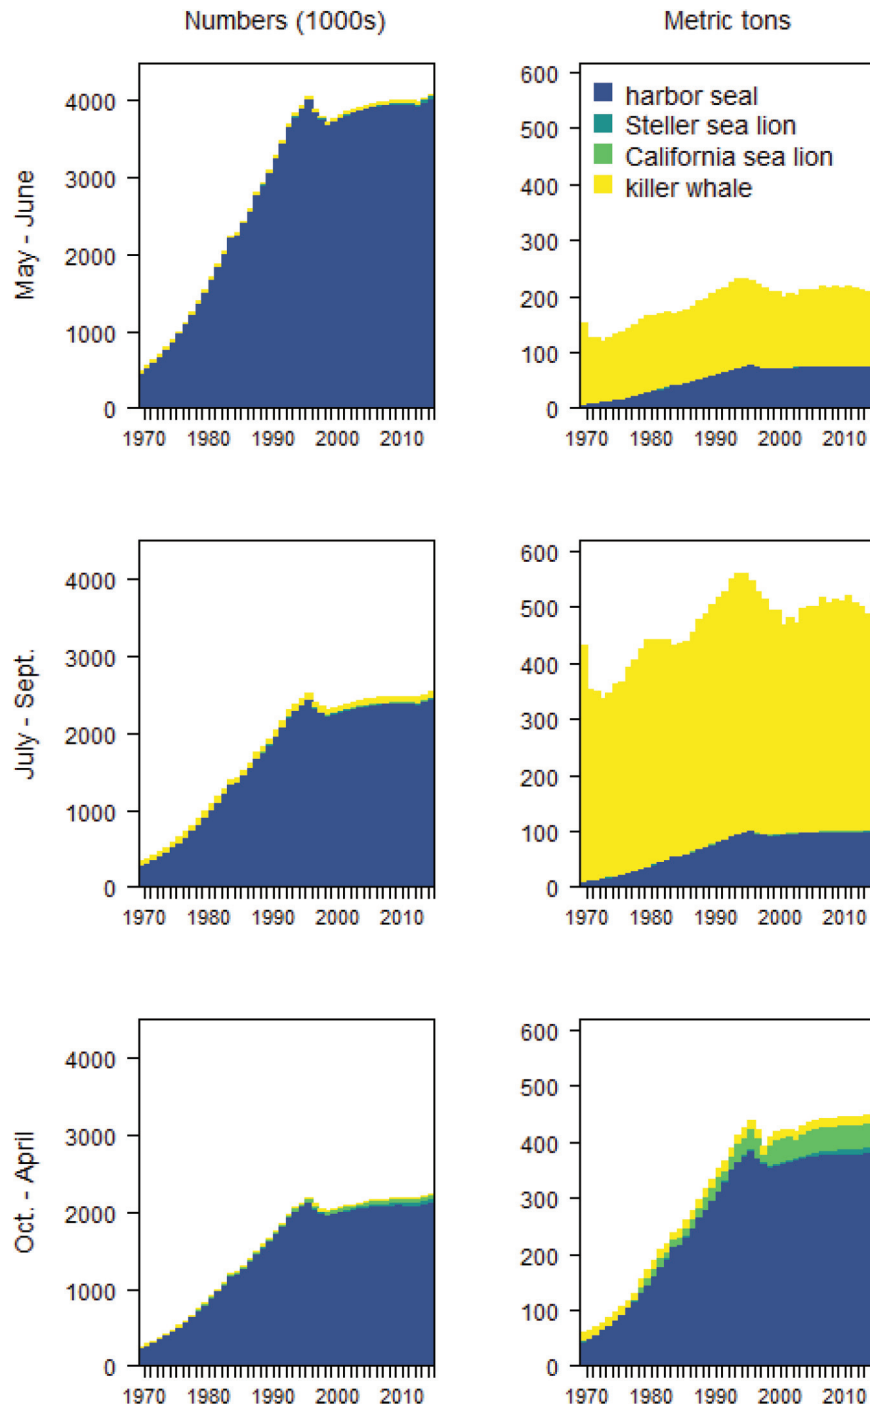 Numbers (1000s)
Metric tons
May - June
4000
3000
2000
1000
0
1970 1980 1990 2000 2010
600
500
400
300
200
100
0
harbor seal
Steller sea lion
California sea lion
killer whale
1970 1980 1990 2000 2010
July - Sept.
4000
3000
2000
1000
0
1970 1980 1990 2000 2010
600
500
400
300
200
100
0
1970 1980 1990 2000 2010
Oct. - April
4000
3000
2000
1000
0
1970 1980 1990 2000 2010
600
500
400
300
200
100
0
1970 1980 1990 2000 2010